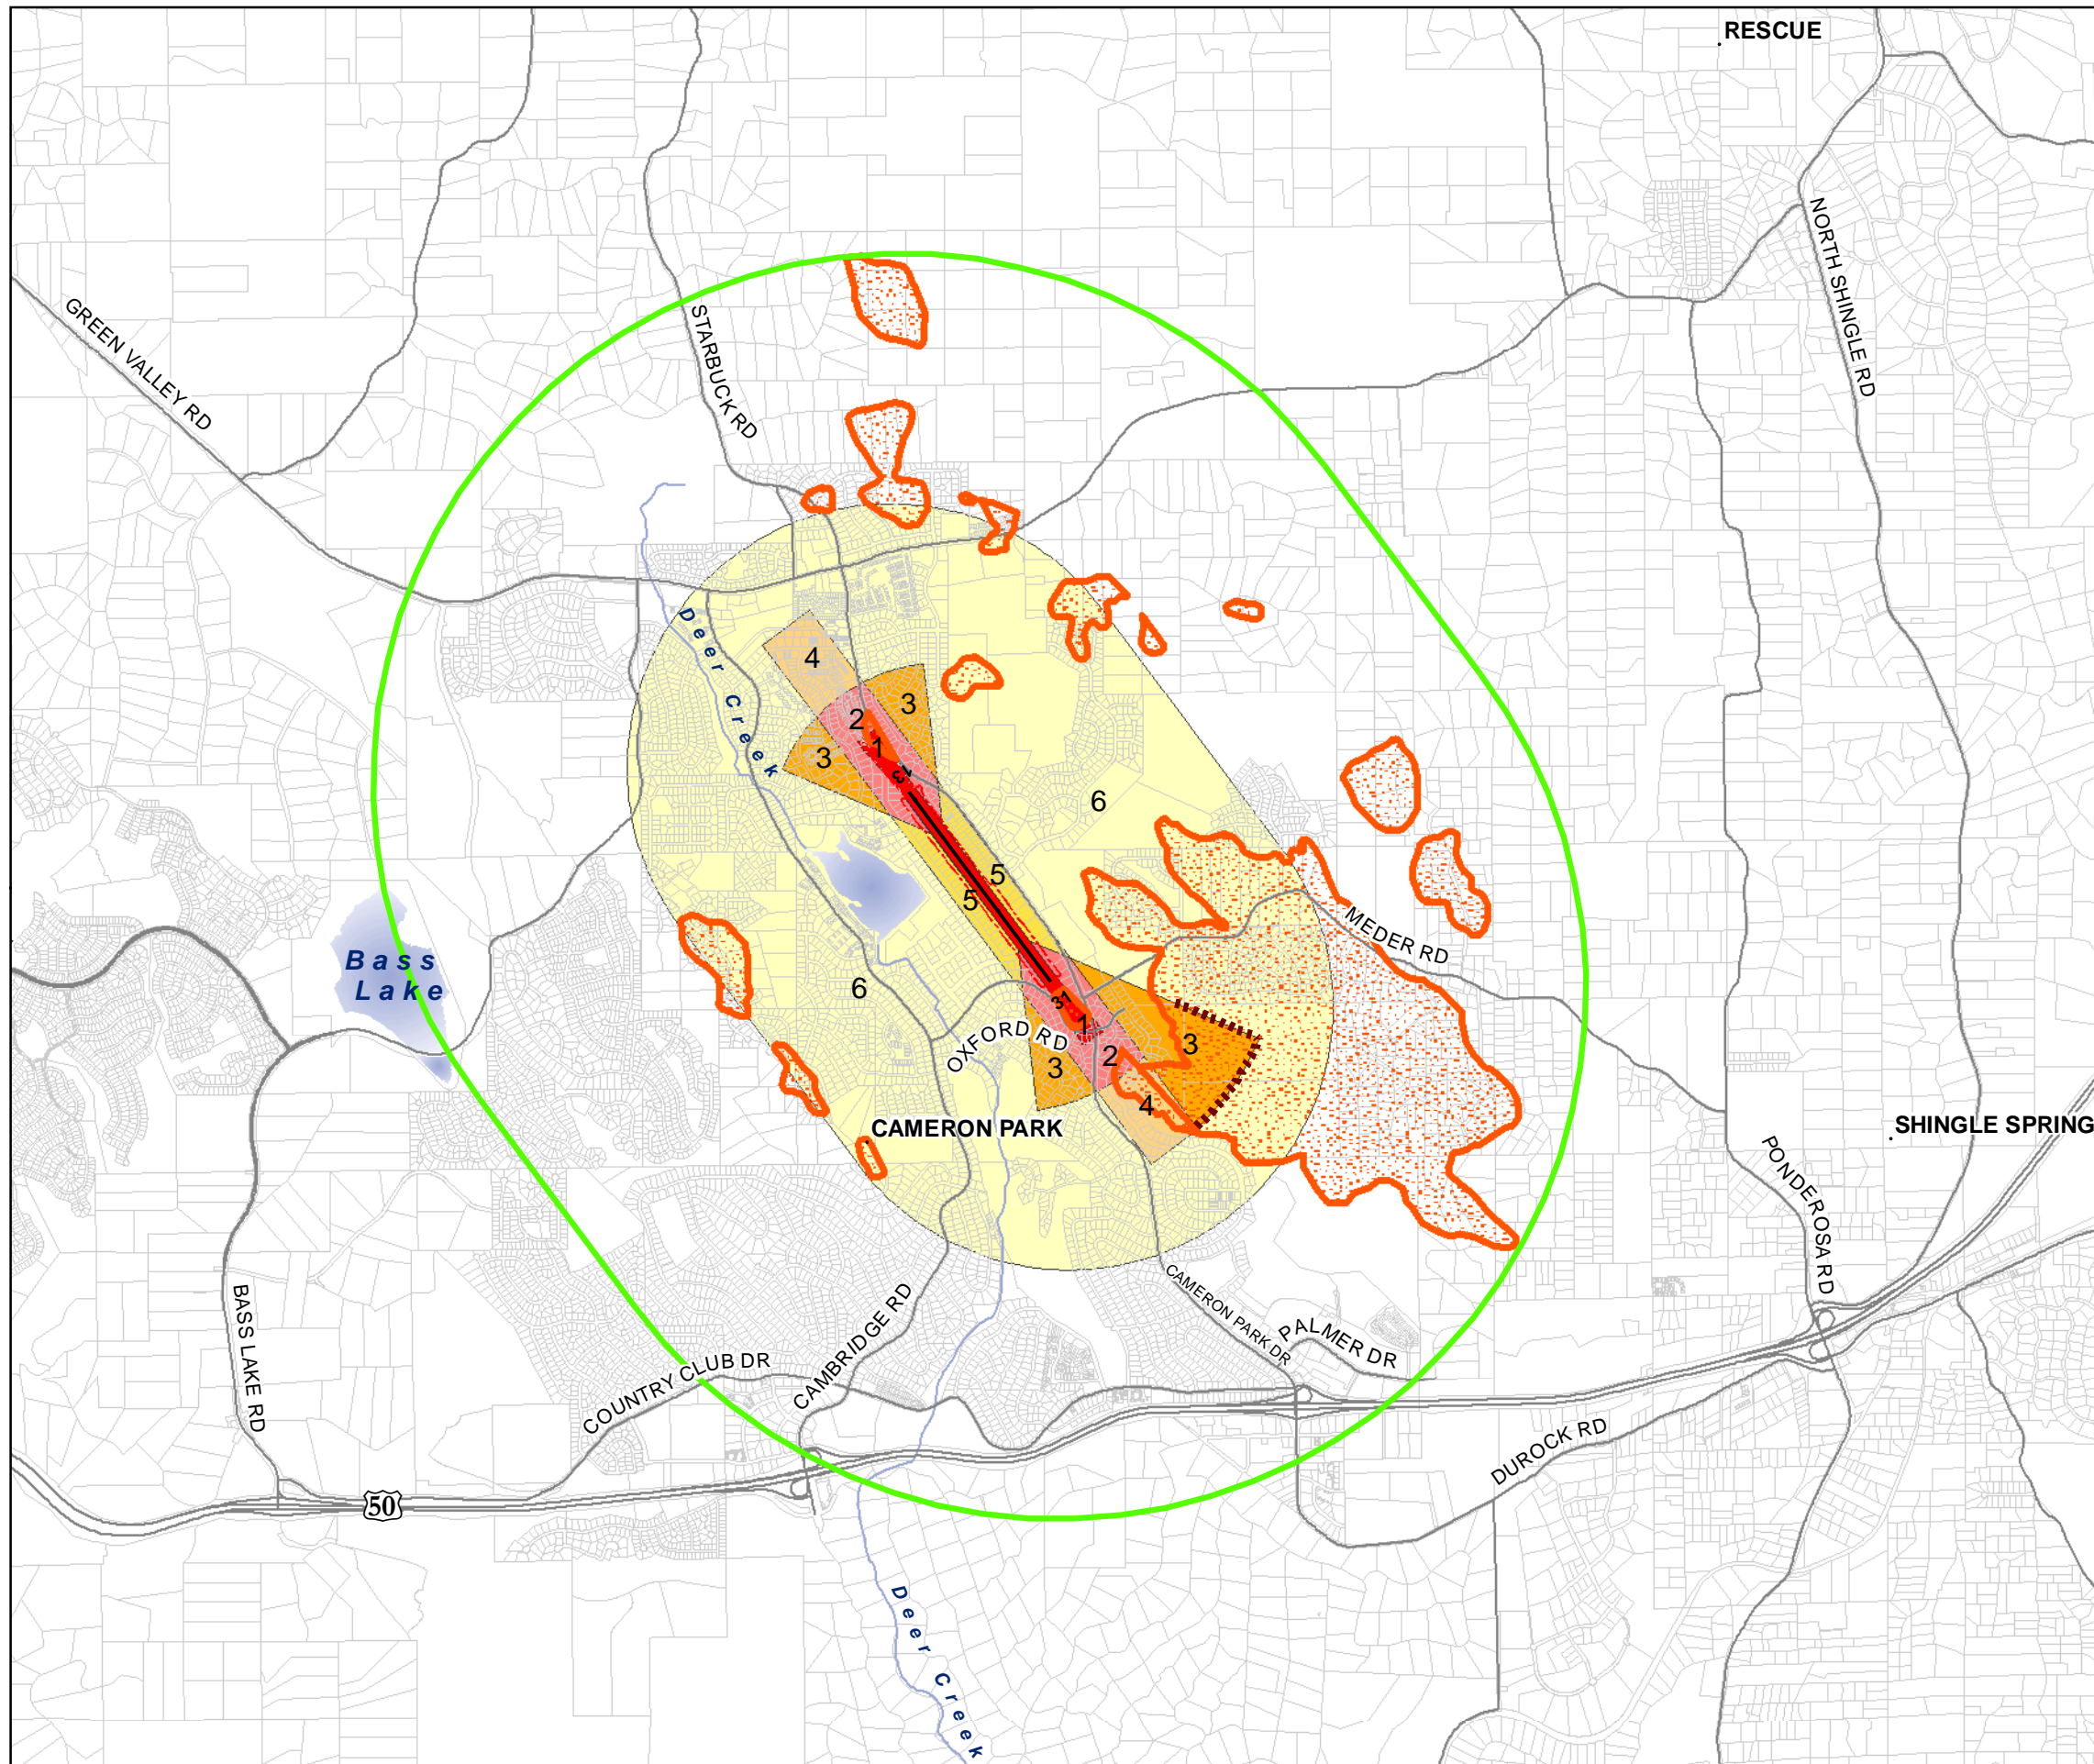 RESCUE
NORTH SHINGLE RD
GREEN VALLEY RD
STARBUCK RD
Deer Creek
4
3
2
1
3
13
6
5
5
MEDER RD
Bass
Lake
6
31
1
OXFORD RD
3
2
3
4
CAMERON PARK
SHINGLE SPRING
PONDEROSA RD
CAMERON PARK DR
PALMER DR
BASS LAKE RD
CAMBRIDGE RD
COUNTRY CLUB DR
DUROCK RD
50
Deer Creek